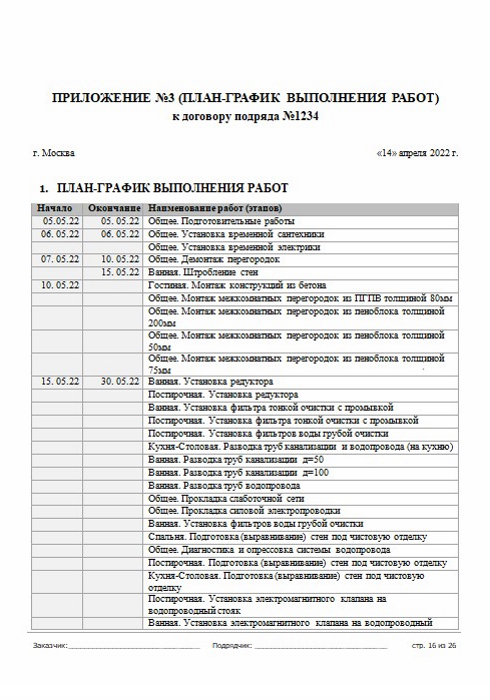 ПРИЛОЖЕНИЕ №3 (ПЛАН-ГРАФИК ВЫПОЛНЕНИЯ РАБОТ)
к договору подряда №1234
г. Москва «14» апреля 2022 г.
1. ПЛАН-ГРАФИК ВЫПОЛНЕНИЯ РАБОТ
Начало Окончание Наименование работ (этапов)
05.05.22 05.05.22 Общее. Подготовительные работы
06.05.22 06.05.22 Общее. Установка временной сантехники
Общее. Установка временной электрики
07.05.22 10.05.22 Общее. Демонтаж перегородок
15.05.22 Ванная. Штробление стен
10.05.22 Гостиная. Монтаж конструкций из бетона
Общее. Монтаж межкомнатных перегородок из ПГПВ толщиной 80мм
Общее. Монтаж межкомнатных перегородок из пеноблока толщиной
200мм
Общее. Монтаж межкомнатных перегородок из пеноблока толщиной
50мм
Общее. Монтаж межкомнатных перегородок из пеноблока толщиной
75мм
15.05.22 30.05.22 Ванная. Установка редуктора
Постирочная. Установка редуктора
Ванная. Установка фильтра тонкой очистки с промывкой
Постирочная. Установка фильтра тонкой очистки с промывкой
Постирочная. Установка фильтров воды грубой очистки
Кухня-Столовая. Разводка труб канализации и водопровода (на кухню)
Ванная. Разводка труб канализации д=50
Ванная. Разводка труб канализации д=100
Ванная. Разводка труб водопровода
Общее. Прокладка слаботочной сети
Общее. Прокладка силовой электропроводки
Ванная. Установка фильтров воды грубой очистки
Спальня. Подготовка (выравнивание) стен под чистовую отделку
Общее. Диагностика и опрессовка системы водопровода
Постирочная. Подготовка (выравнивание) стен под чистовую отделку
Кухня-Столовая. Подготовка (выравнивание) стен под чистовую
отделку
Постирочная. Установка электромагнитного клапана на
водопроводный стояк
Ванная. Установка электромагнитного клапана на водопроводный
Заказчик:______________________________ Подрядчик: ______________________________ стр. 16 из 26